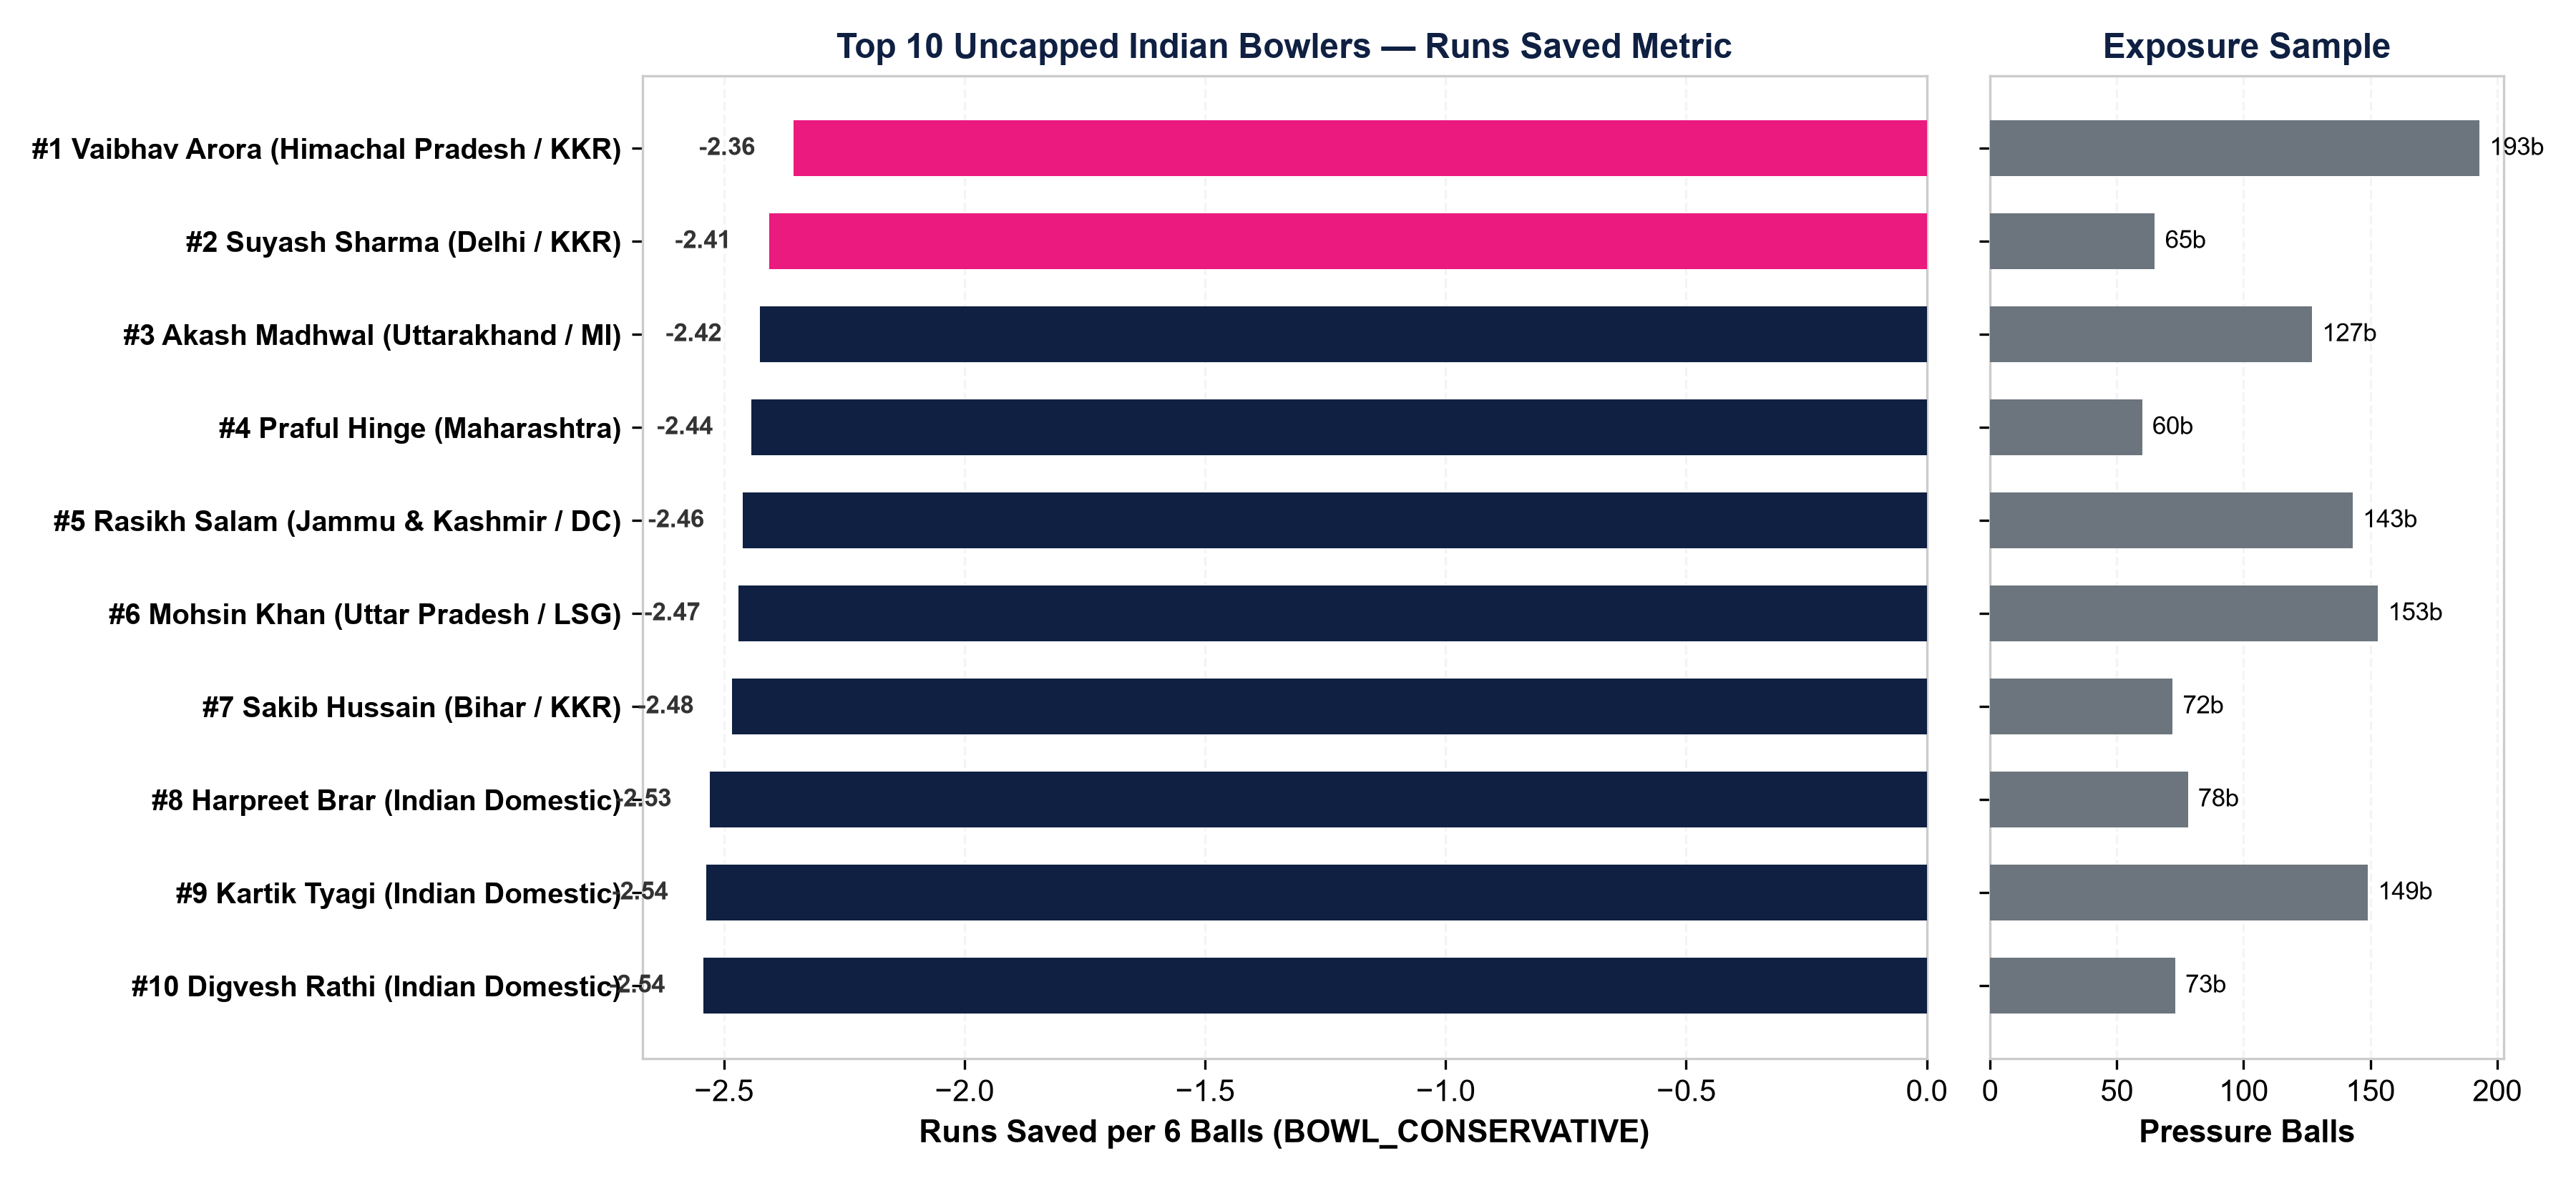 Top 10 Uncapped Indian Bowlers — Runs Saved Metric
Exposure Sample
#1 Vaibhav Arora (Himachal Pradesh / KKR)
-2.36
193b
#2 Suyash Sharma (Delhi / KKR)
-2.41
65b
#3 Akash Madhwal (Uttarakhand / MI)
-2.42
127b
#4 Praful Hinge (Maharashtra)
-2.44
60b
#5 Rasikh Salam (Jammu & Kashmir / DC)
-2.46
143b
#6 Mohsin Khan (Uttar Pradesh / LSG)
-2.47
153b
#7 Sakib Hussain (Bihar / KKR)
-2.48
72b
#8 Harpreet Brar (Indian Domestic)
-2.53
78b
#9 Kartik Tyagi (Indian Domestic)
-2.54
149b
#10 Digvesh Rathi (Indian Domestic)
-2.54
73b
−2.5 −2.0 −1.5 −1.0 −0.5 0.0
0 50 100 150 200
Runs Saved per 6 Balls (BOWL_CONSERVATIVE)
Pressure Balls